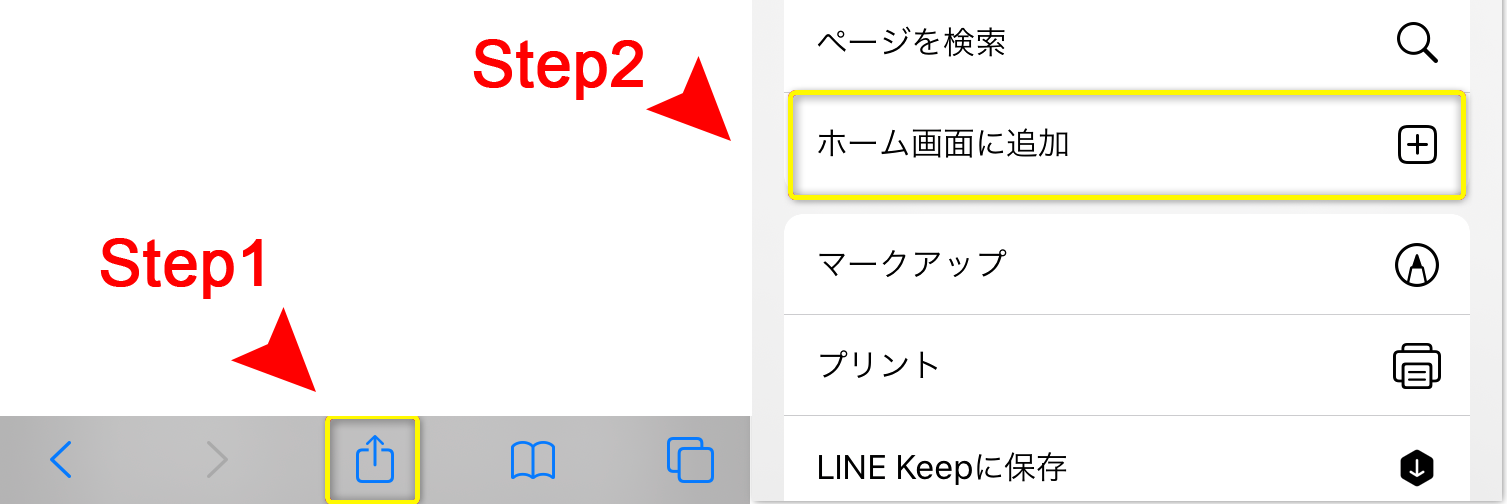 Step1
Step2
ページを検索
ホーム画面に追加
マークアップ
プリント
LINE Keepに保存